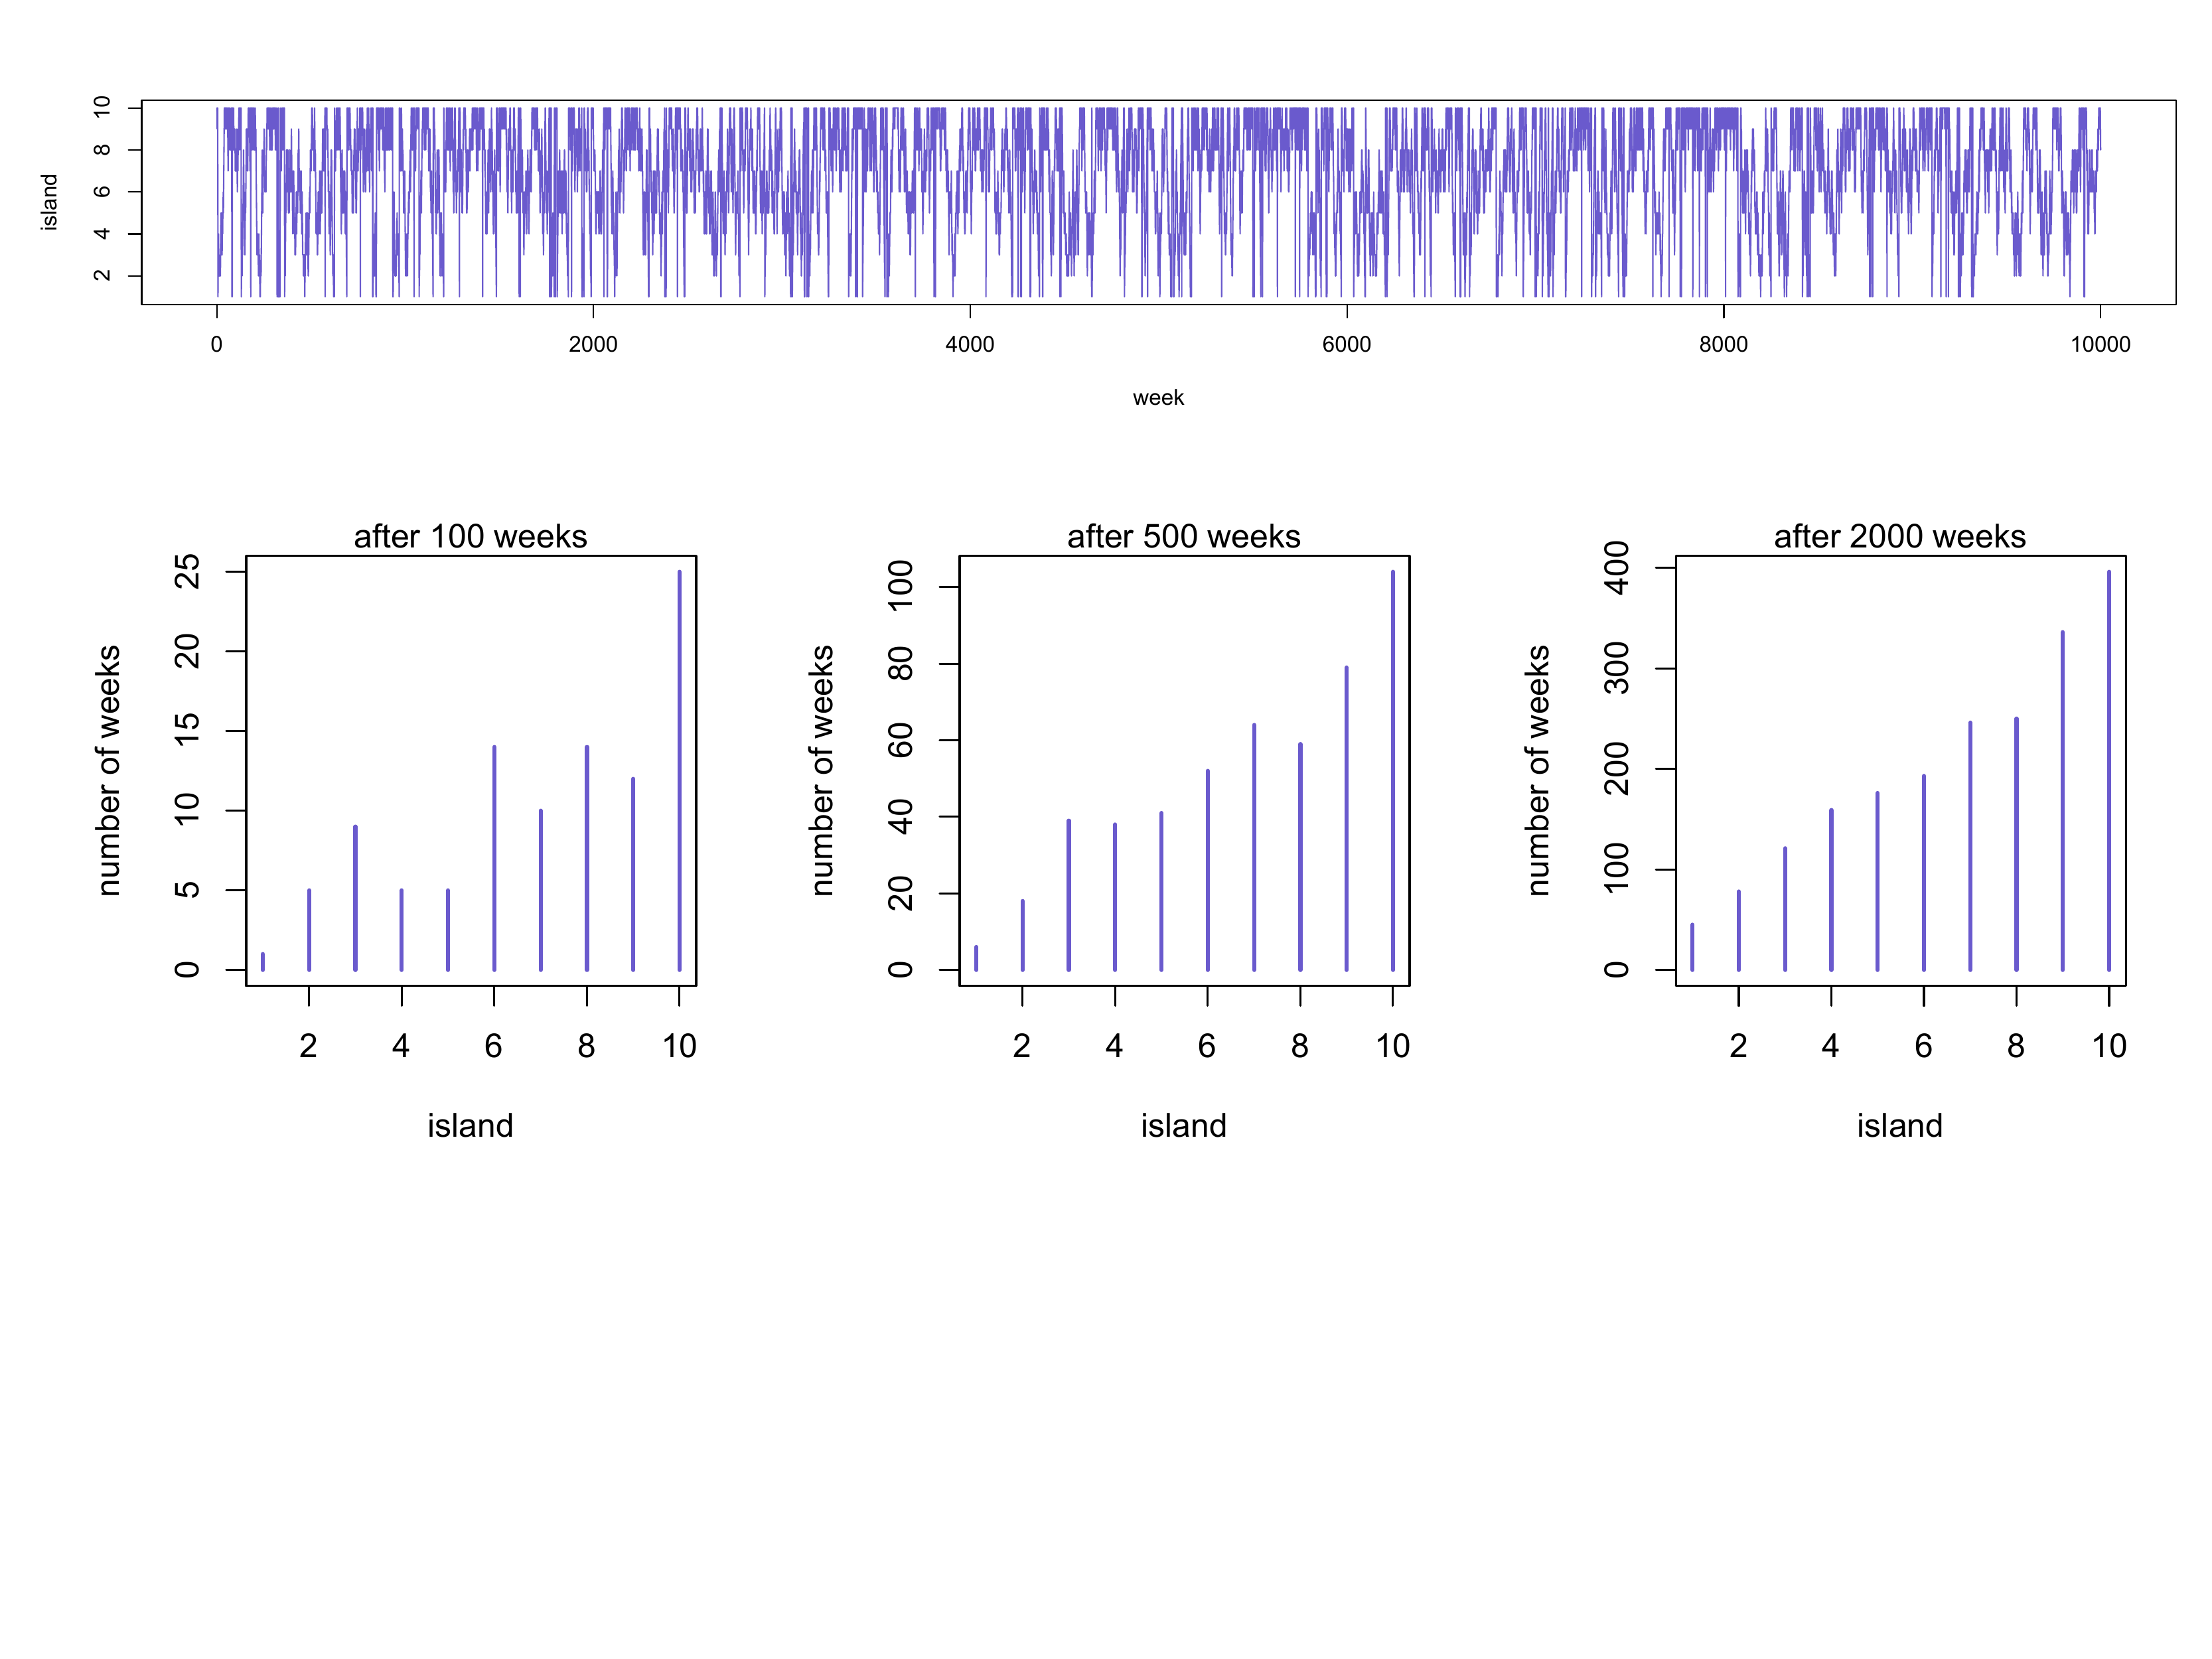 10
8
6
4
2
island
0 2000 4000 6000 8000 10000
week
after 100 weeks
25
20
15
10
5
0
number of weeks
2 4 6 8 10
island
after 500 weeks
100
80
60
40
20
0
number of weeks
2 4 6 8 10
island
after 2000 weeks
400
300
200
100
0
number of weeks
2 4 6 8 10
island